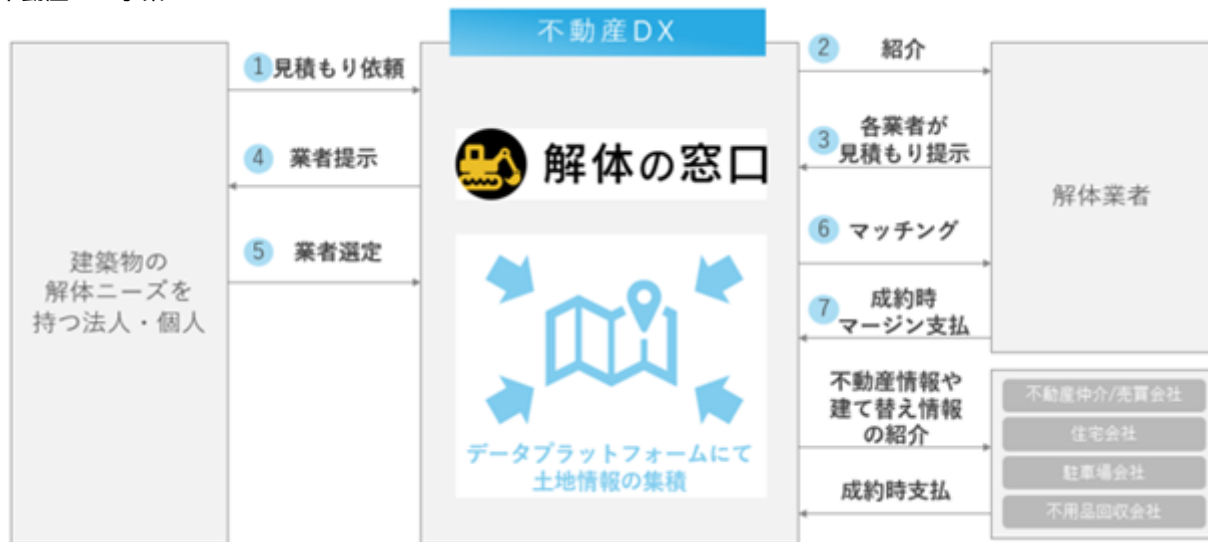 不動産DX
1 見積もり依頼
4 業者提示
5 業者選定
建築物の
解体ニーズを
持つ法人・個人
解体の窓口
データプラットフォームにて
土地情報の集積
2 紹介
3 各業者が
見積もり提示
6 マッチング
7 成約時
マージン支払
解体業者
不動産情報や
建て替え情報
の紹介
成約時支払
不動産仲介/売買会社
住宅会社
駐車場会社
不用品回収会社